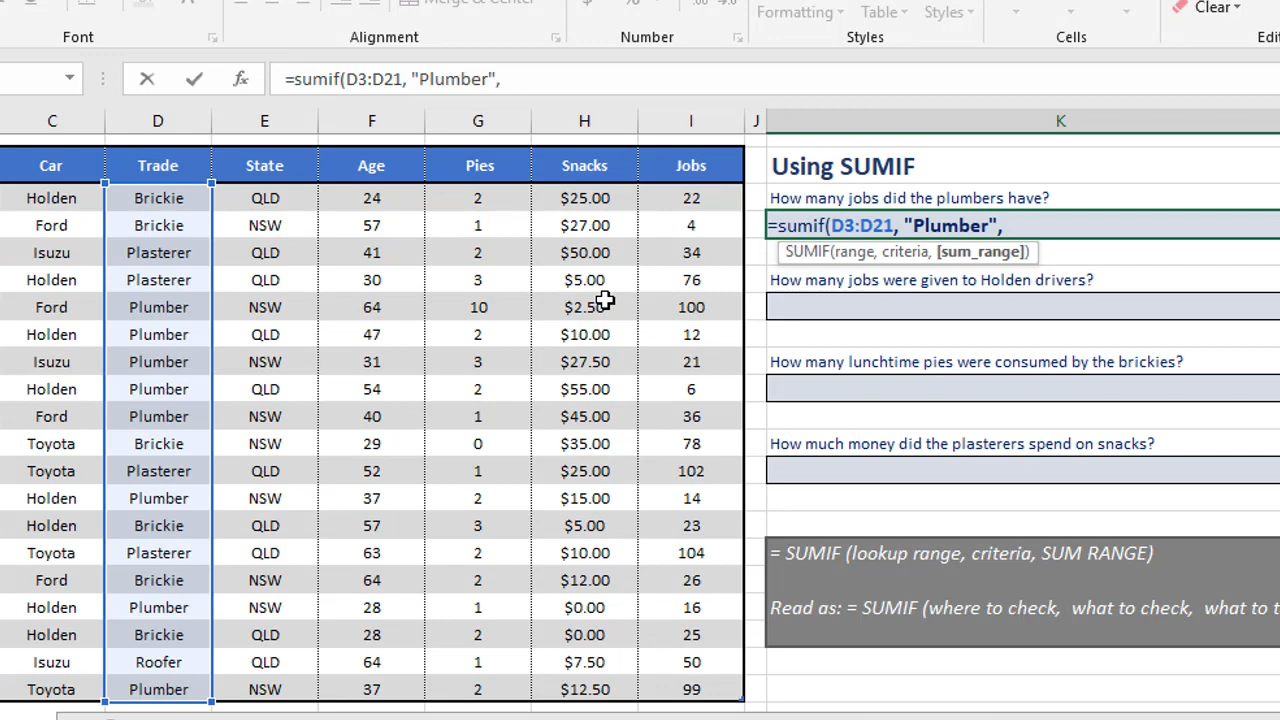 Merge & Center
$
%
Formatting
Table
Styles
Clear
Font
Alignment
Number
Styles
Cells
=sumif(D3:D21, "Plumber",
C D E F G H I J K
Car Trade State Age Pies Snacks Jobs
Using SUMIF
Holden Brickie QLD 24 2 $25.00 22
How many jobs did the plumbers have?
Ford Brickie NSW 57 1 $27.00 4
=sumif(D3:D21, "Plumber",
Isuzu Plasterer QLD 41 2 $50.00 34
SUMIF(range, criteria, [sum_range])
Holden Plasterer QLD 30 3 $5.00 76
How many jobs were given to Holden drivers?
Ford Plumber NSW 64 10 100
Holden Plumber QLD 47 2 $10.00 12
Isuzu Plumber NSW 31 3 $27.50 21
How many lunchtime pies were consumed by the brickies?
Holden Plumber QLD 54 2 $55.00 6
Ford Plumber NSW 40 1 $45.00 36
Toyota Brickie NSW 29 0 $35.00 78
How much money did the plasterers spend on snacks?
Toyota Plasterer QLD 52 1 $25.00 102
Holden Plumber NSW 37 2 $15.00 14
Holden Brickie QLD 57 3 $5.00 23
Toyota Plasterer QLD 63 2 $10.00 104
= SUMIF (lookup range, criteria, SUM RANGE)
Ford Brickie NSW 64 2 $12.00 26
Holden Plumber NSW 28 1 $0.00 16
Read as: = SUMIF (where to check, what to check, what to t
Holden Brickie QLD 28 2 $0.00 25
Isuzu Roofer QLD 64 1 $7.50 50
Toyota Plumber NSW 37 2 $12.50 99